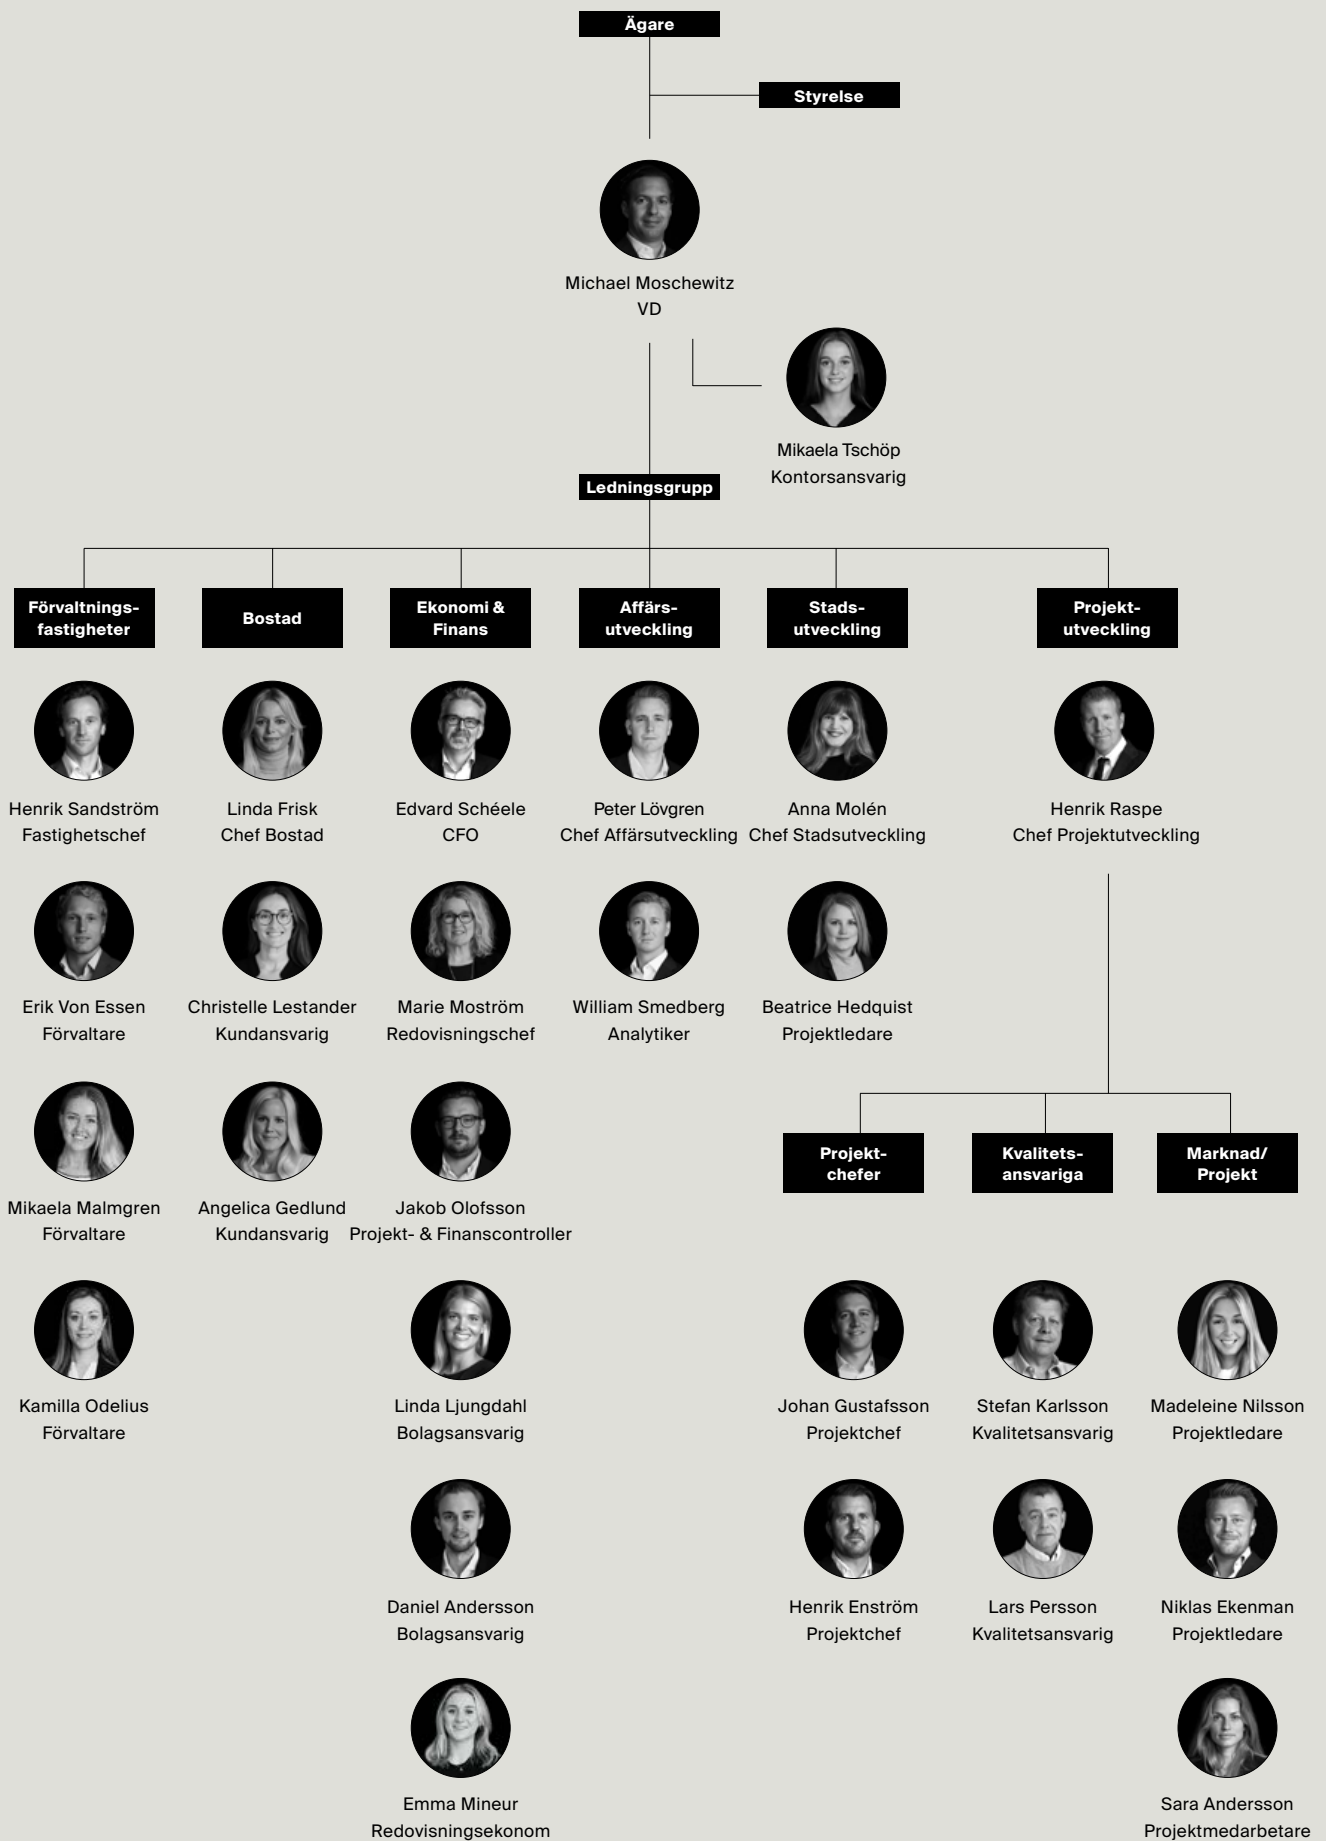 Ägare
Styrelse
Michael Moschewitz
VD
Mikaela Tschöp
Kontorsansvarig
Ledningsgrupp
Förvaltnings-
fastigheter
Bostad
Ekonomi &
Finans
Affärs-
utveckling
Stads-
utveckling
Projekt-
utveckling
Henrik Sandström
Fastighetschef
Linda Frisk
Chef Bostad
Edvard Schéele
CFO
Peter Lövgren
Chef Affärsutveckling
Anna Molén
Chef Stadsutveckling
Henrik Raspe
Chef Projektutveckling
Erik Von Essen
Förvaltare
Christelle Lestander
Kundansvarig
Marie Moström
Redovisningschef
William Smedberg
Analytiker
Beatrice Hedquist
Projektledare
Mikaela Malmgren
Förvaltare
Angelica Gedlund
Kundansvarig
Jakob Olofsson
Projekt- & Finanscontroller
Projekt-
chefer
Kvalitets-
ansvariga
Marknad/
Projekt
Kamilla Odelius
Förvaltare
Linda Ljungdahl
Bolagsansvarig
Johan Gustafsson
Projektchef
Stefan Karlsson
Kvalitetsansvarig
Madeleine Nilsson
Projektledare
Daniel Andersson
Bolagsansvarig
Henrik Enström
Projektchef
Lars Persson
Kvalitetsansvarig
Niklas Ekenman
Projektledare
Emma Mineur
Redovisningsekonom
Sara Andersson
Projektmedarbetare